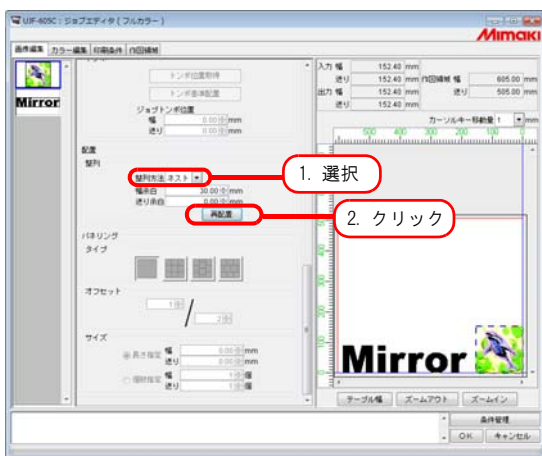 UJF-605C : ジョブエディタ ( フルカラー )
Mimaki
画像編集 カラー編集 印刷条件 作図領域
Mirror
トンボ位置取得
トンボ基準配置
ジョブトンボ位置
幅 0.00 mm
送り 0.00 mm
配置
整列
整列方法 ネスト
幅余白 30.00 mm
送り余白 0.00 mm
再配置
1. 選択
2. クリック
パネリング
タイプ
オフセット
1 / 2
サイズ
長さ指定 幅 0.00 mm
送り 0.00 mm
個数指定 幅 1 個
送り 1 個
入力 幅 152.40 mm
送り 152.40 mm 作図領域 幅 605.00 mm
出力 幅 152.40 mm 送り 505.00 mm
送り 152.40 mm
カーソルキー移動量 1 mm
500 400 300 200 100 0
Mirror
テーブル幅 ズームアウト ズームイン
条件管理
OK キャンセル